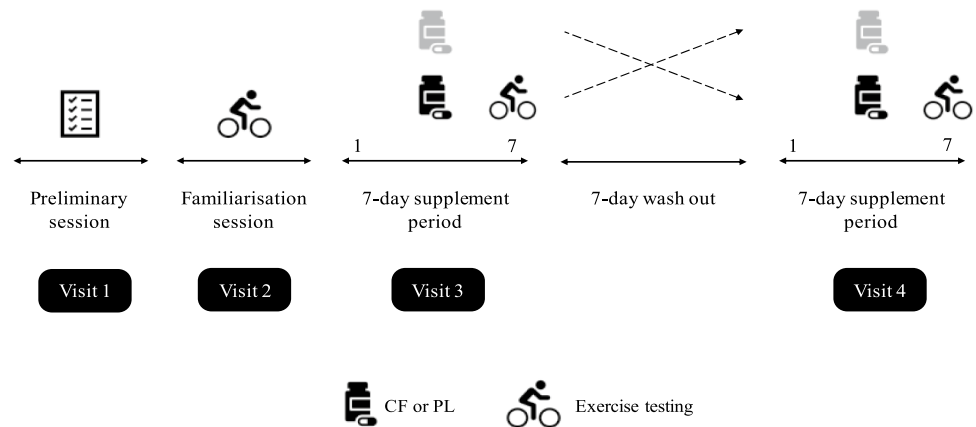 1 7 1 7
Preliminary session
Familiarisation session
7-day supplement period
7-day wash out
7-day supplement period
Visit 1
Visit 2
Visit 3
Visit 4
CF or PL
Exercise testing